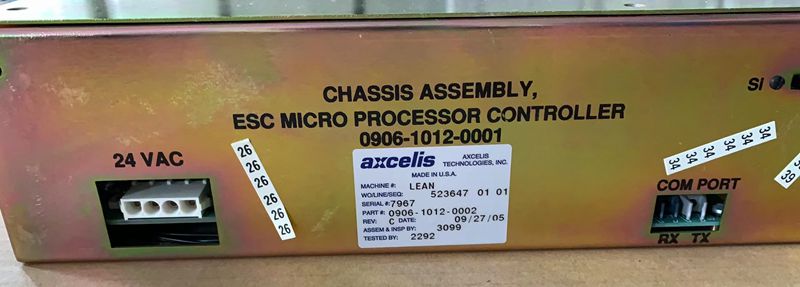 CHASSIS ASSEMBLY,
ESC MICRO PROCESSOR CONTROLLER
0906-1012-0001
SI
24 VAC
26
26
26
26
26
axcelis
AXCELIS
TECHNOLOGIES, INC.
MADE IN U.S.A.
MACHINE #: LEAN
WO/LINE/SEQ: 523647 01 01
SERIAL #: 7967
PART #: 0906-1012-0002
REV: C DATE: 09/27/05
ASSEM & INSP BY: 3099
TESTED BY: 2292
34 34 34 34 34
34
39
COM PORT
RX TX